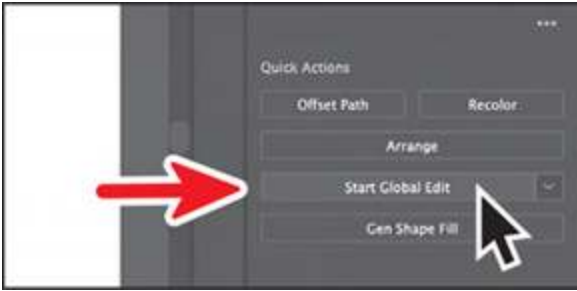 Quick Actions
Offset Path Recolor
Arrange
Start Global Edit
Gen Shape Fill